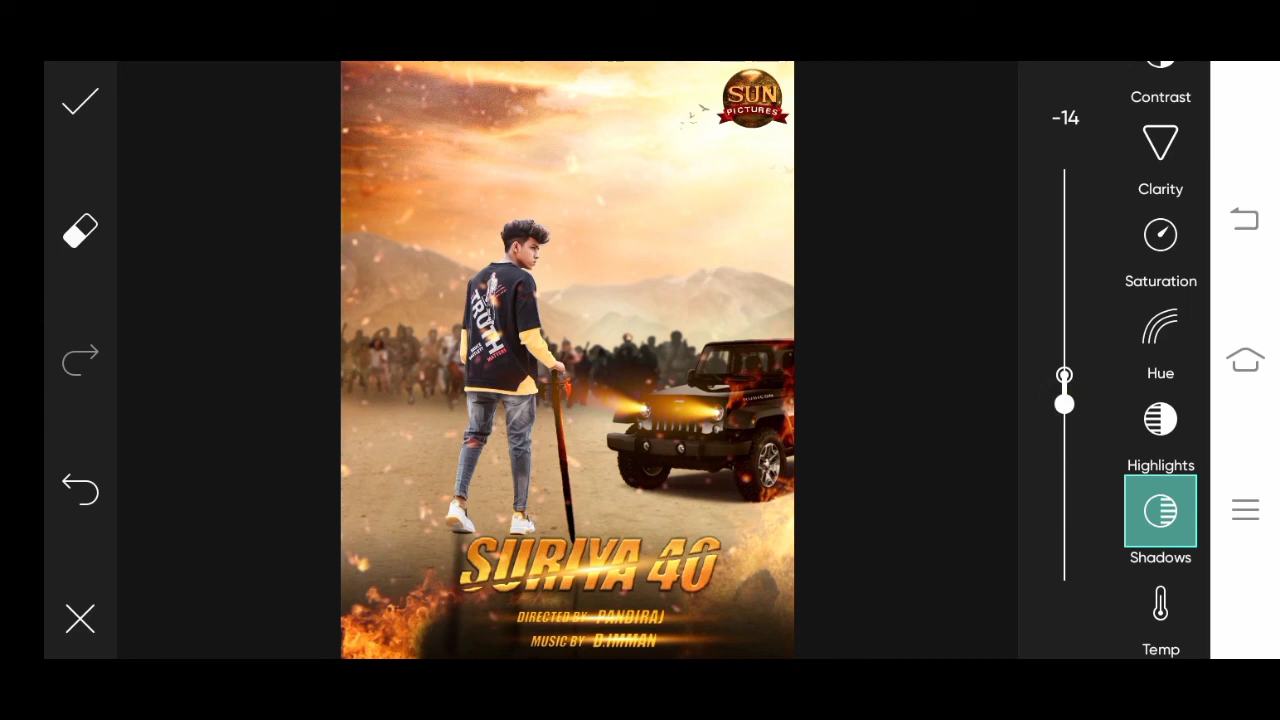 SUN
PICTURES
-14
Contrast
Clarity
Saturation
Hue
Highlights
Shadows
Temp
TRUTH
MATTERS
SURIYA 40
DIRECTED BY PANDIRAJ
MUSIC BY D.IMMAN